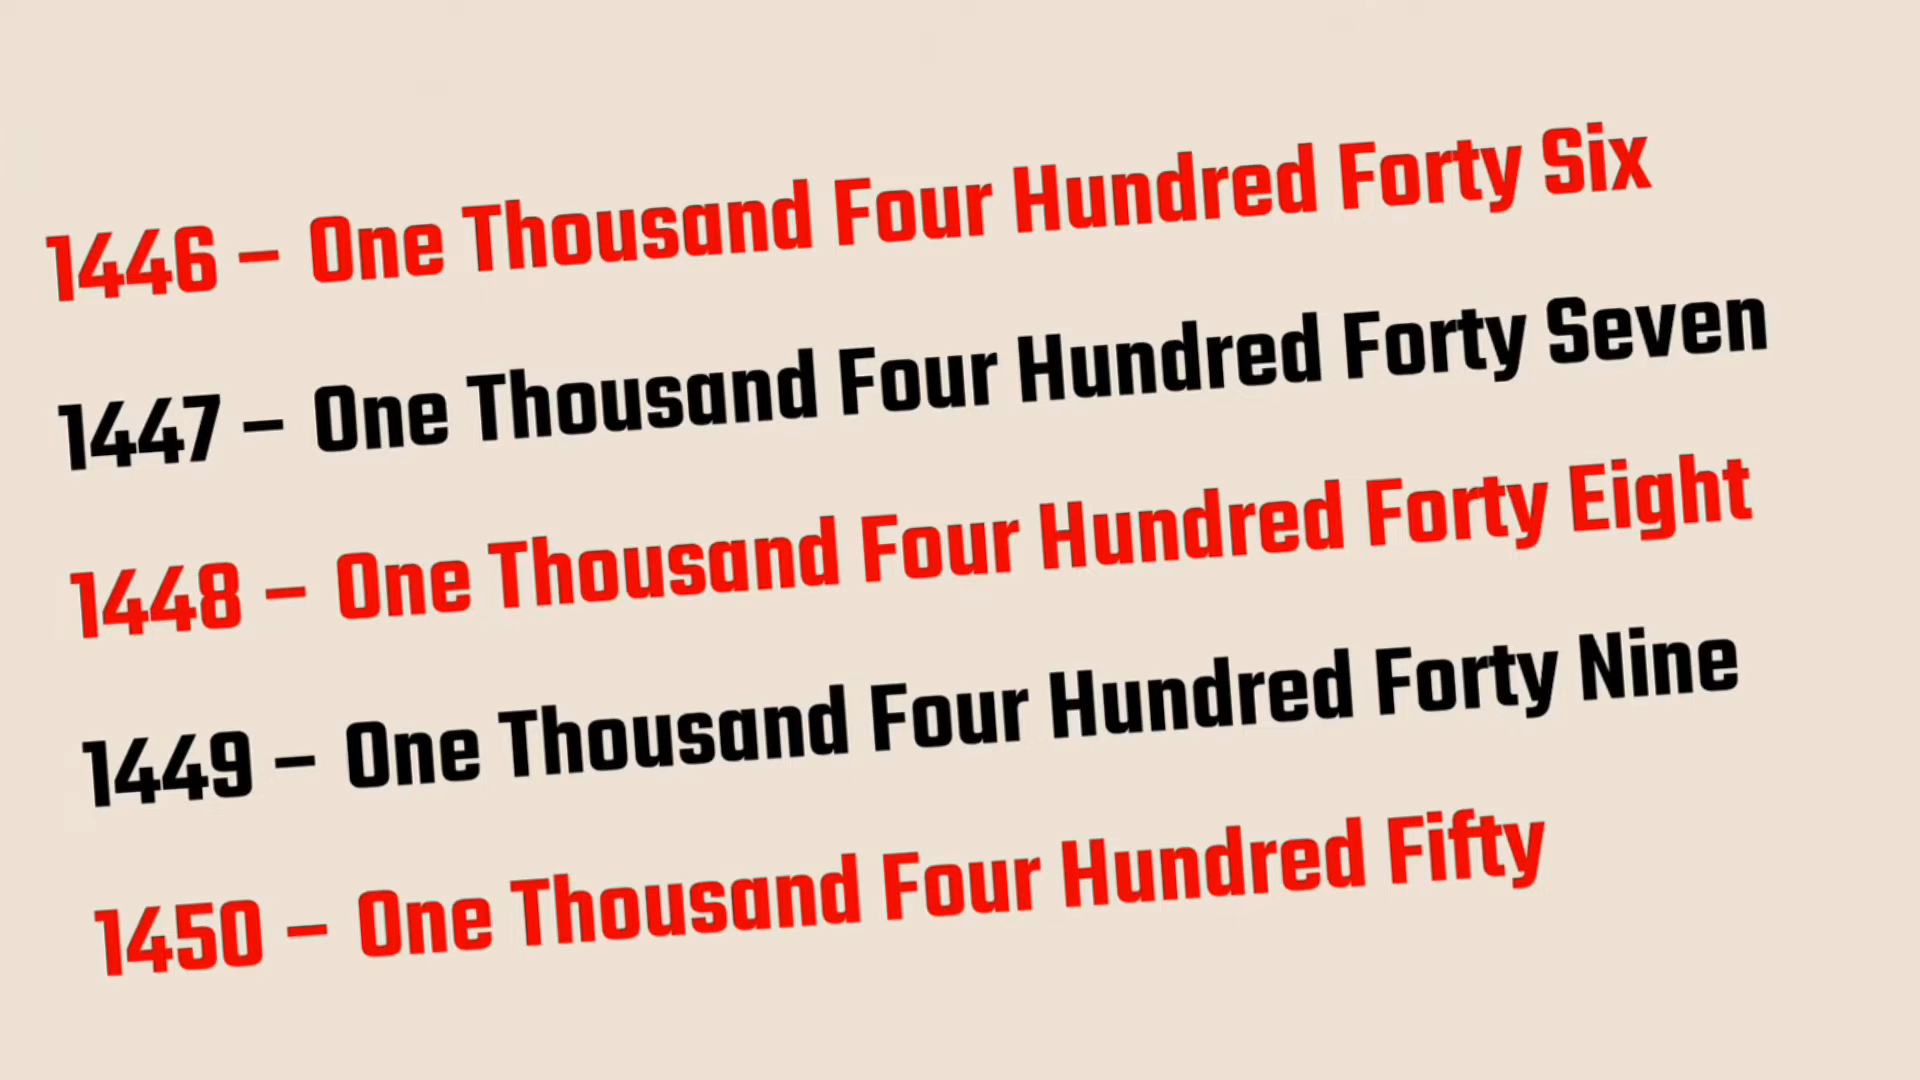 1446 – One Thousand Four Hundred Forty Six
1447 – One Thousand Four Hundred Forty Seven
1448 – One Thousand Four Hundred Forty Eight
1449 – One Thousand Four Hundred Forty Nine
1450 – One Thousand Four Hundred Fifty